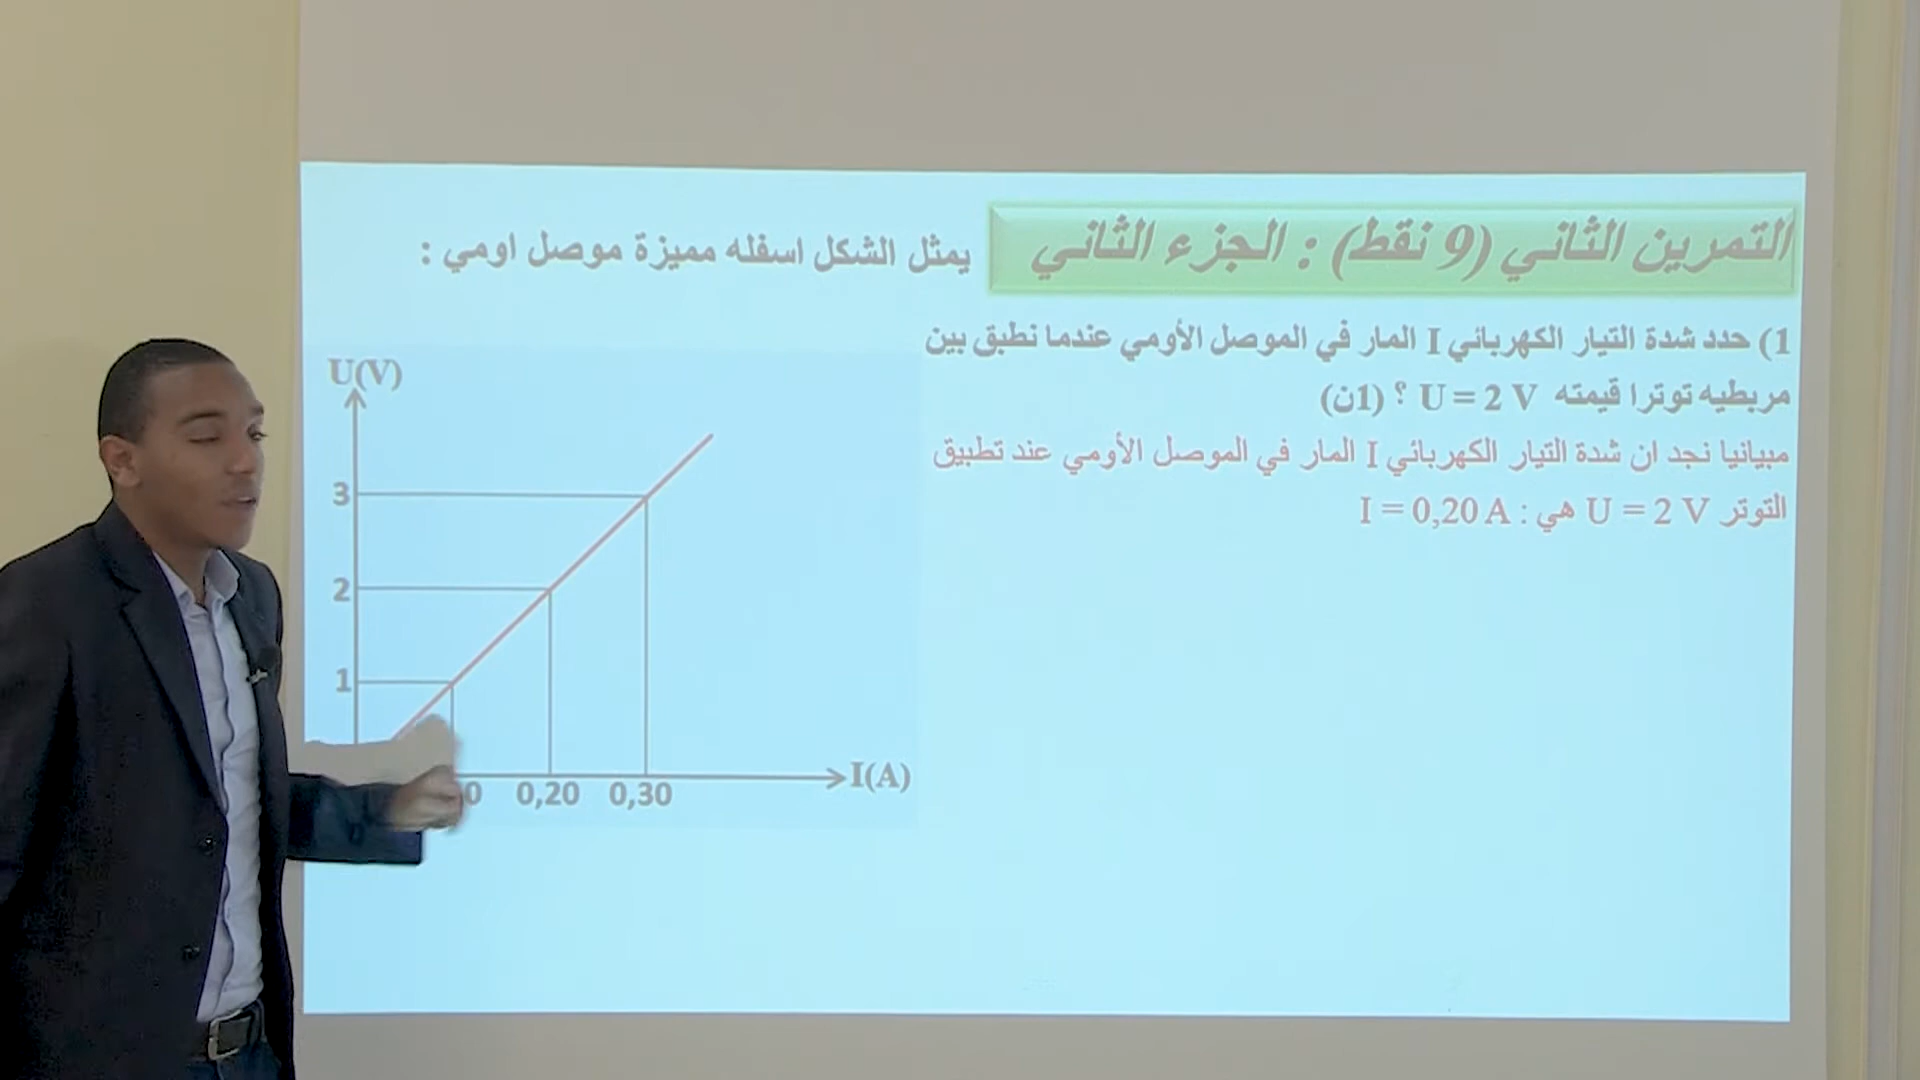 التمرين الثاني (9 نقط) : الجزء الثاني
يمثل الشكل اسفله مميزة موصل اومي :
1) حدد شدة التيار الكهربائي I المار في الموصل الأومي عندما نطبق بين
مربطيه توترا قيمته U = 2 V ؟ (1ن)
مبيانيا نجد ان شدة التيار الكهربائي I المار في الموصل الأومي عند تطبيق
التوتر U = 2 V هي : I = 0,20 A
U(V)
3
2
1
0,20 0,30
I(A)